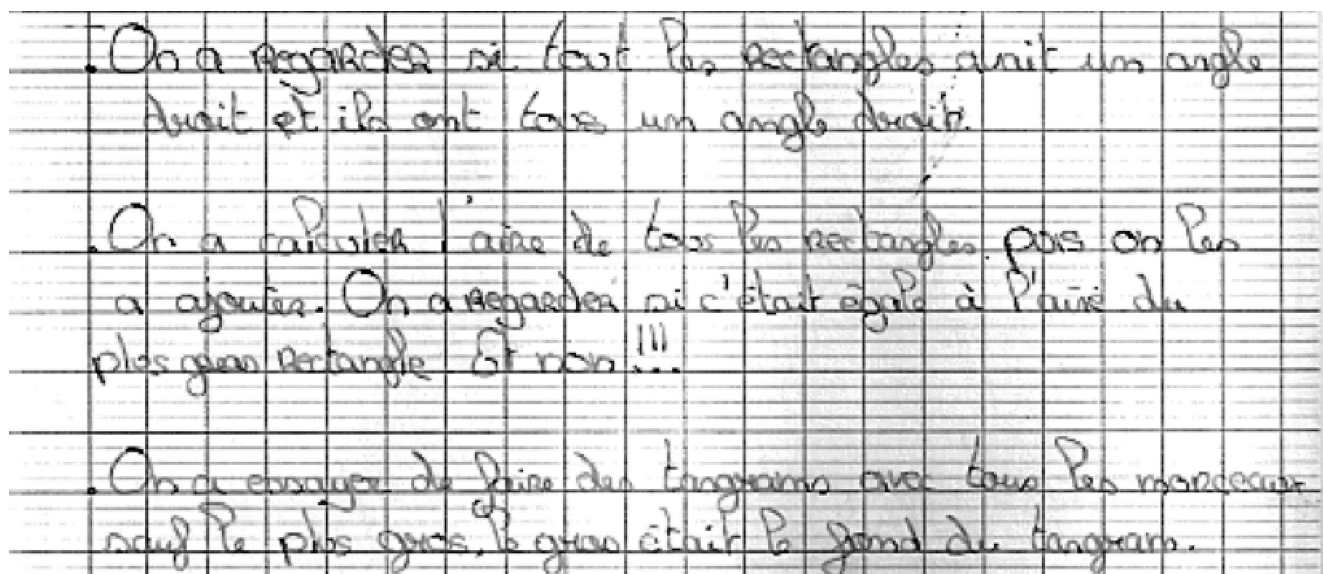 . On a regarder si tout les rectangles avait un angle
droit et ils ont tous un angle droit.
. On a calculer l'aire de tous les rectangles puis on les
a ajouter. On a regarder si c'était égale à l'aire du
plus gros rectangle Et non !!!
. On a essayer de faire des tangrams avec tous les morceaux
sauf le plus gros, le gros était le fond du tangram.